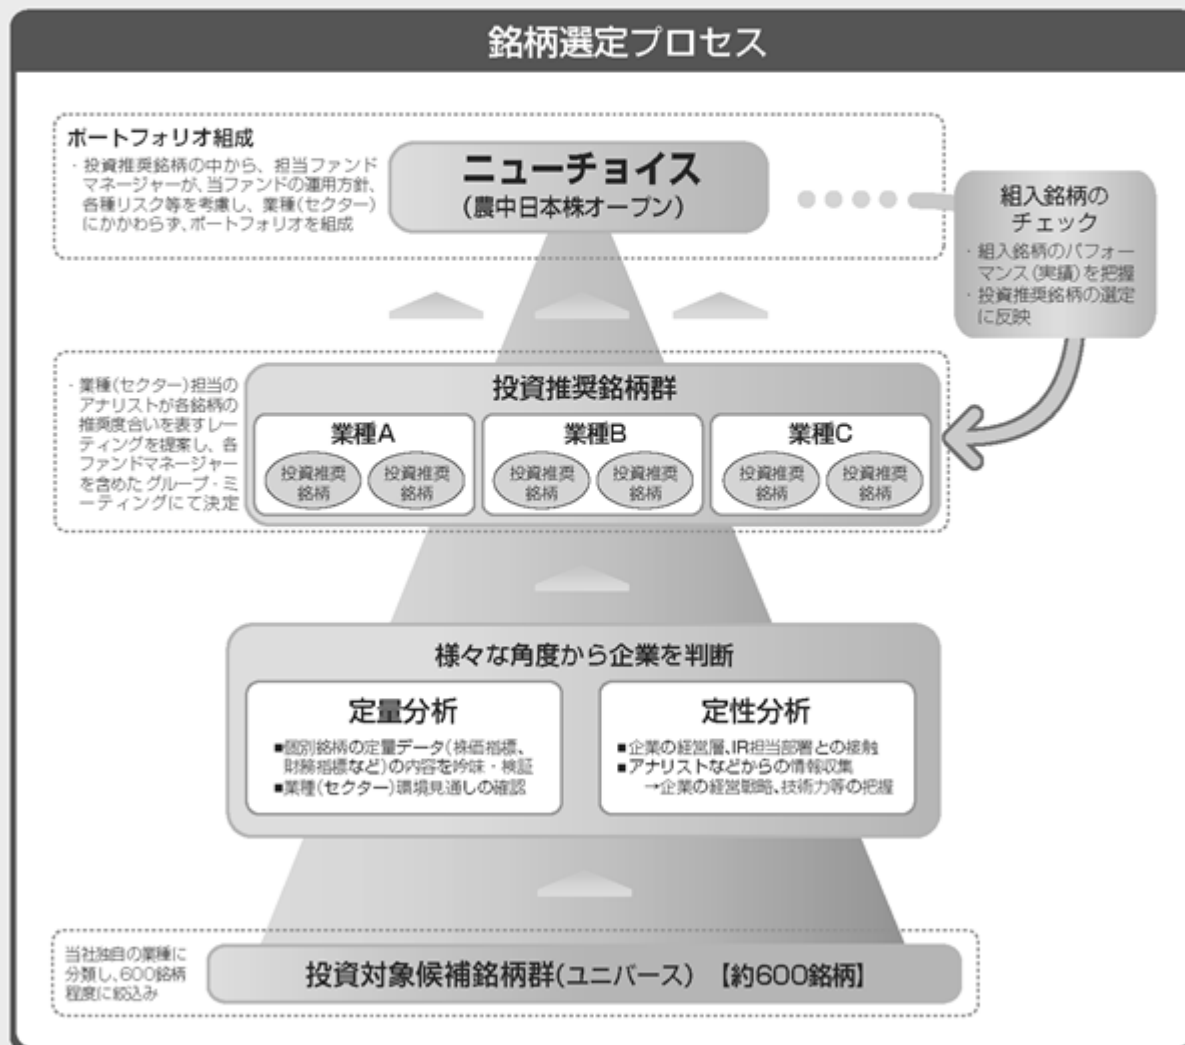 銘柄選定プロセス
ポートフォリオ組成
・投資推奨銘柄の中から、担当ファンド
マネージャーが、当ファンドの運用方針、
各種リスク等を考慮し、業種(セクター)
にかかわらず、ポートフォリオを組成
ニューチョイス
(農中日本株オープン)
組入銘柄の
チェック
・組入銘柄のパフォー
マンス(実績)を把握
・投資推奨銘柄の選定
に反映
・業種(セクター)担当の
アナリストが各銘柄の
推奨度合いを表すレー
ティングを提案し、各
ファンドマネージャー
を含めたグループ・ミ
ーティングにて決定
投資推奨銘柄群
業種A
投資推奨
銘柄
投資推奨
銘柄
業種B
投資推奨
銘柄
投資推奨
銘柄
業種C
投資推奨
銘柄
投資推奨
銘柄
様々な角度から企業を判断
定量分析
■個別銘柄の定量データ(株価指標、
財務指標など)の内容を吟味・検証
■業種(セクター)環境見通しの確認
定性分析
■企業の経営層、IR担当部署との接触
■アナリストなどからの情報収集
→企業の経営戦略、技術力等の把握
当社独自の業種に
分類し、600銘柄
程度に絞込み
投資対象候補銘柄群(ユニバース) 【約600銘柄】